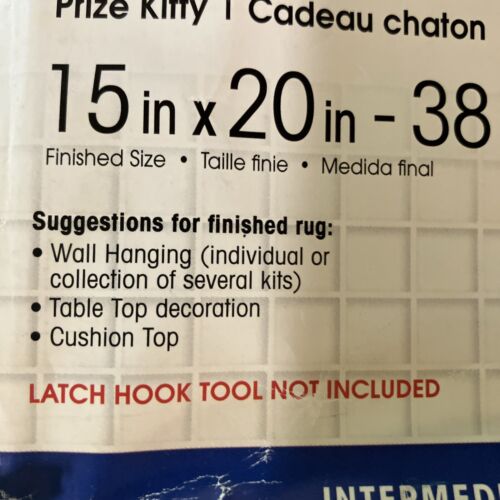 Prize Kitty | Cadeau chaton
15 in x 20 in - 38
Finished Size • Taille finie • Medida final
Suggestions for finished rug:
• Wall Hanging (individual or
collection of several kits)
• Table Top decoration
• Cushion Top
LATCH HOOK TOOL NOT INCLUDED
INTERMED